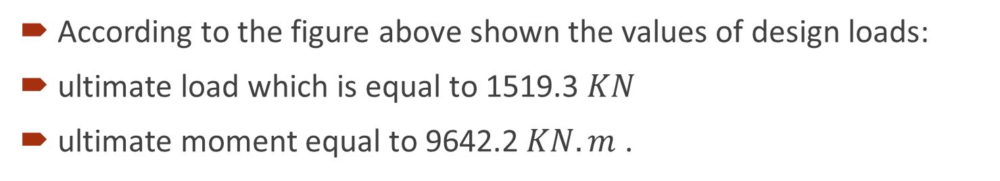 According to the figure above shown the values of design loads:
ultimate load which is equal to 1519.3 KN
ultimate moment equal to 9642.2 KN.m .